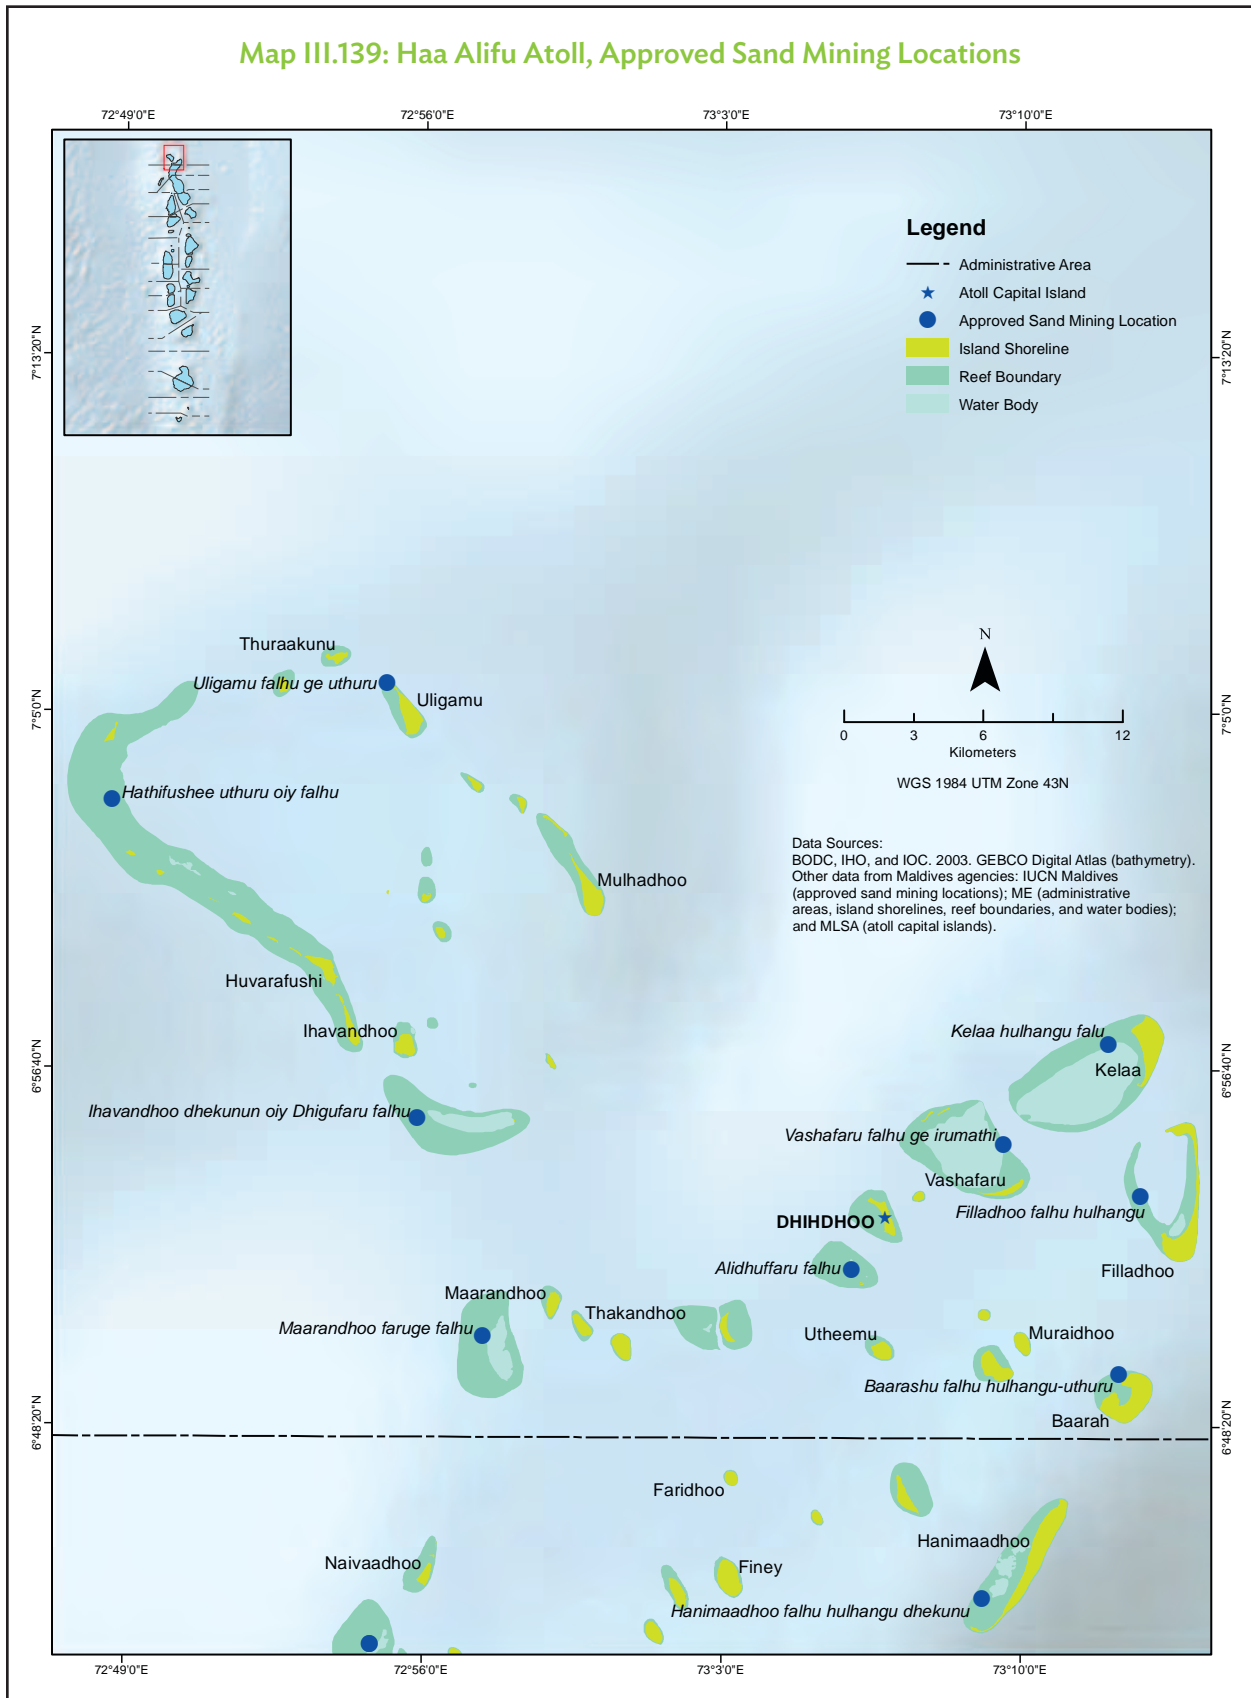 Map III.139: Haa Alifu Atoll, Approved Sand Mining Locations
72°49'0"E
72°56'0"E
73°3'0"E
73°10'0"E
Legend
Administrative Area
Atoll Capital Island
Approved Sand Mining Location
Island Shoreline
Reef Boundary
Water Body
7°13'20"N
7°13'20"N
N
Thuraakunu
Uligamu falhu ge uthuru
Uligamu
7°5'0"N
7°5'0"N
0
3
6
12
Kilometers
WGS 1984 UTM Zone 43N
Hathifushee uthuru oiy falhu
Data Sources:
BODC, IHO, and IOC. 2003. GEBCO Digital Atlas (bathymetry).
Other data from Maldives agencies: IUCN Maldives
(approved sand mining locations); ME (administrative
areas, island shorelines, reef boundaries, and water bodies);
and MLSA (atoll capital islands).
Mulhadhoo
Huvarafushi
Ihavandhoo
Kelaa hulhangu falu
Kelaa
6°56'40"N
6°56'40"N
Ihavandhoo dhekunun oiy Dhigufaru falhu
Vashafaru falhu ge irumathi
Vashafaru
Filladhoo falhu hulhangu
DHIHDHOO
Alidhuffaru falhu
Filladhoo
Maarandhoo
Thakandhoo
Maarandhoo faruge falhu
Utheemu
Muraidhoo
Baarashu falhu hulhangu-uthuru
Baarah
6°48'20"N
6°48'20"N
Faridhoo
Hanimaadhoo
Naivaadhoo
Finey
Hanimaadhoo falhu hulhangu dhekunu
72°49'0"E
72°56'0"E
73°3'0"E
73°10'0"E